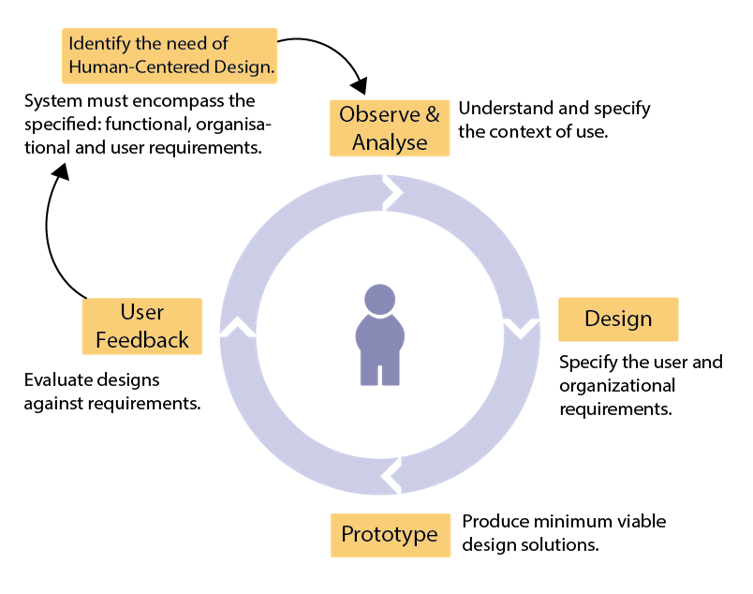 Identify the need of
Human-Centered Design.
System must encompass the
specified: functional, organisa-
tional and user requirements.
Observe &
Analyse
Understand and specify
the context of use.
Design
Specify the user and
organizational
requirements.
Prototype
Produce minimum viable
design solutions.
User
Feedback
Evaluate designs
against requirements.